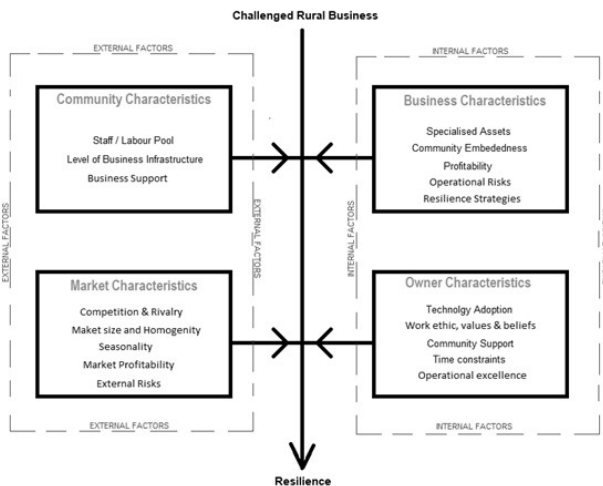 Challenged Rural Business
EXTERNAL FACTORS
INTERNAL FACTORS
Community Characteristics
Staff / Labour Pool
Level of Business Infrastructure
Business Support
Business Characteristics
Specialised Assets
Community Embededness
Profitability
Operational Risks
Resilience Strategies
EXTERNAL FACTORS
EXTERNAL FACTORS
INTERNAL FACTORS
INTERNAL FACTORS
Market Characteristics
Competition & Rivalry
Maket size and Homogenity
Seasonality
Market Profitability
External Risks
Owner Characteristics
Technolgy Adoption
Work ethic, values & beliefs
Community Support
Time constraints
Operational excellence
EXTERNAL FACTORS
INTERNAL FACTORS
Resilience